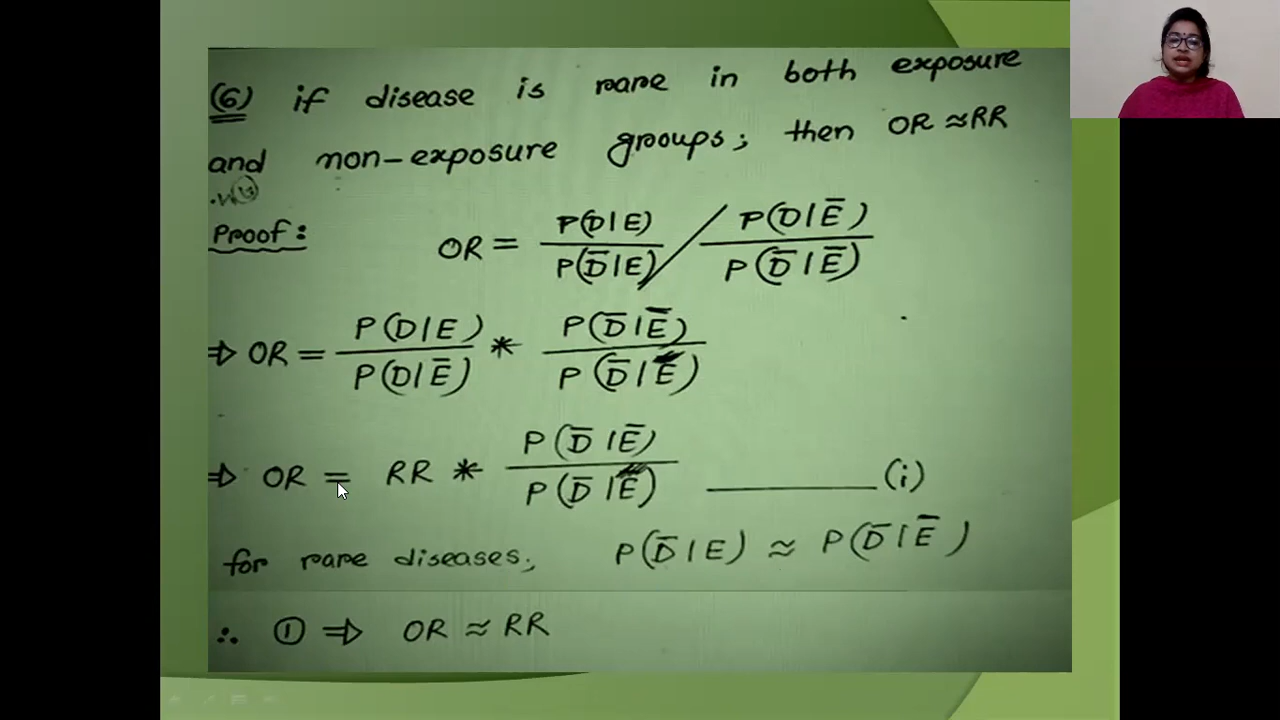 (6) if disease is rare in both exposure
and non-exposure groups; then OR ≈ RR
Proof: OR = P(D|E) / P(D̅|E) / P(D|E̅) / P(D̅|E̅)
⇒ OR = P(D|E) / P(D|E̅) * P(D̅|E̅) / P(D̅|E)
⇒ OR = RR * P(D̅|E̅) / P(D̅|E) ———— (i)
for rare diseases; P(D̅|E) ≈ P(D̅|E̅)
∴ ① ⇒ OR ≈ RR